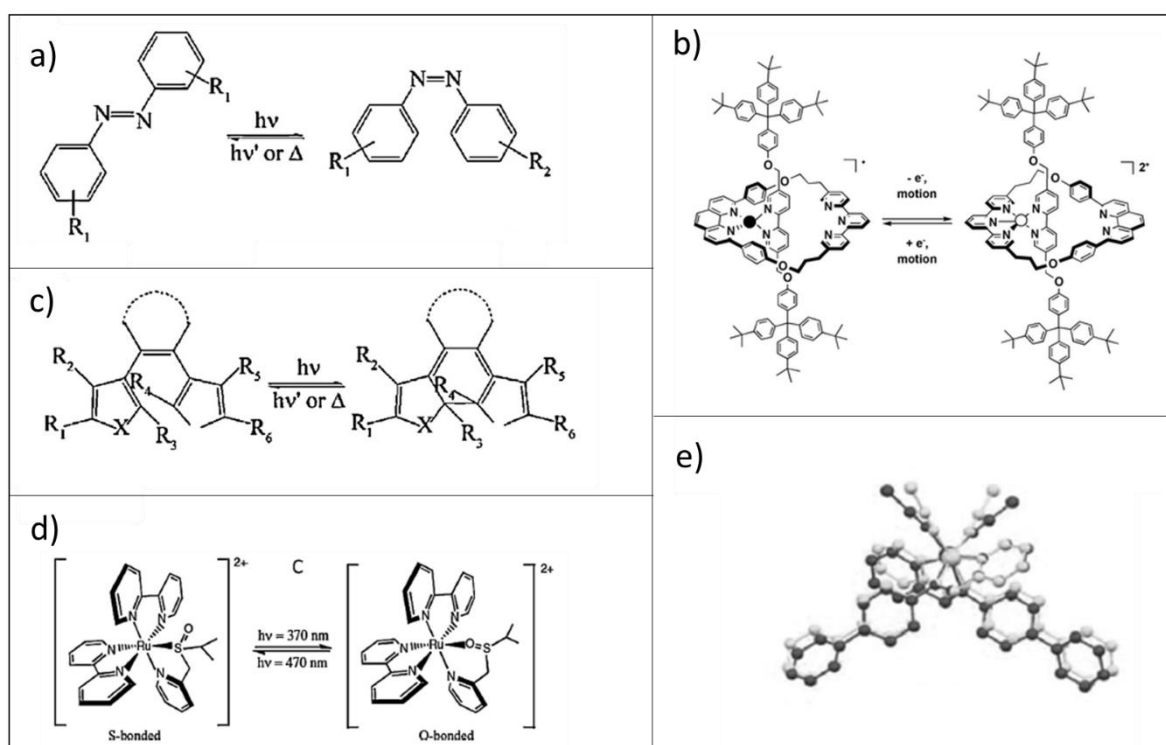 a)
N=N
R₁
R₁
hν
hν' or Δ
N=N
R₁
R₂
b)
O
O
N
N
N
N
N
N
N
O
O
- e⁻,
motion
+ e⁻,
motion
2+
O
O
N
N
N
N
N
N
N
O
O
c)
R₂
R₅
R₄
R₁
X
R₃
R₆
hν
hν' or Δ
R₂
R₅
R₄
R₁
X
R₃
R₆
d)
2+
C
2+
N
N
O
N
Ru
S
N
N
S-bonded
hν = 370 nm
hν = 470 nm
N
N
N
Ru
O=S
N
N
O-bonded
e)